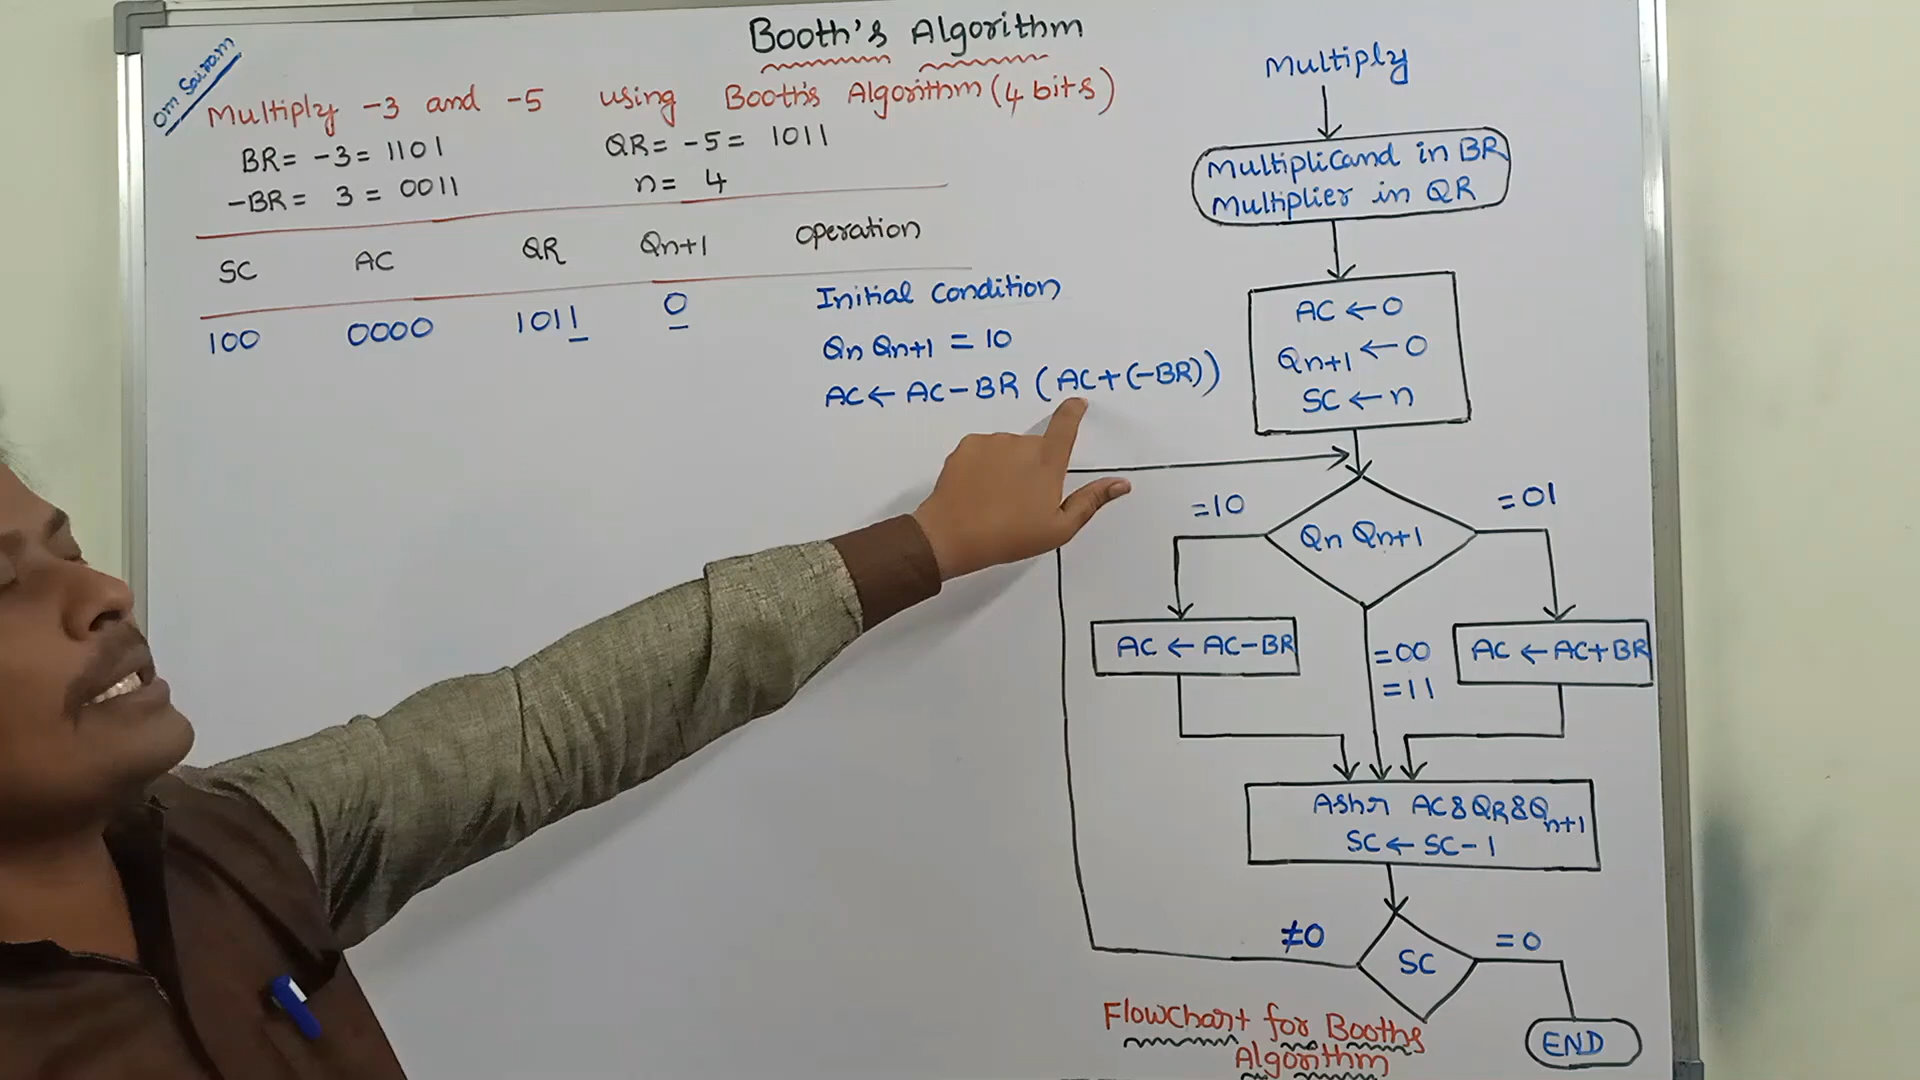 Booth's Algorithm
Om Sairam
Multiply -3 and -5 using Booth's Algorithm (4 bits)
BR= -3= 1101
QR= -5= 1011
-BR= 3 = 0011
n= 4
SC AC QR Qn+1 operation
100 0000 1011 0 Initial Condition
Qn Qn+1 = 10
AC ← AC-BR (AC+(-BR))
Multiply
Multiplicand in BR
Multiplier in QR
AC ← 0
Qn+1 ← 0
SC ← n
=10
Qn Qn+1
=01
AC ← AC-BR
=00
=11
AC ← AC+BR
Ashr AC&QR&Qn+1
SC ← SC-1
≠0
SC
=0
END
Flowchart for Booths
Algorithm